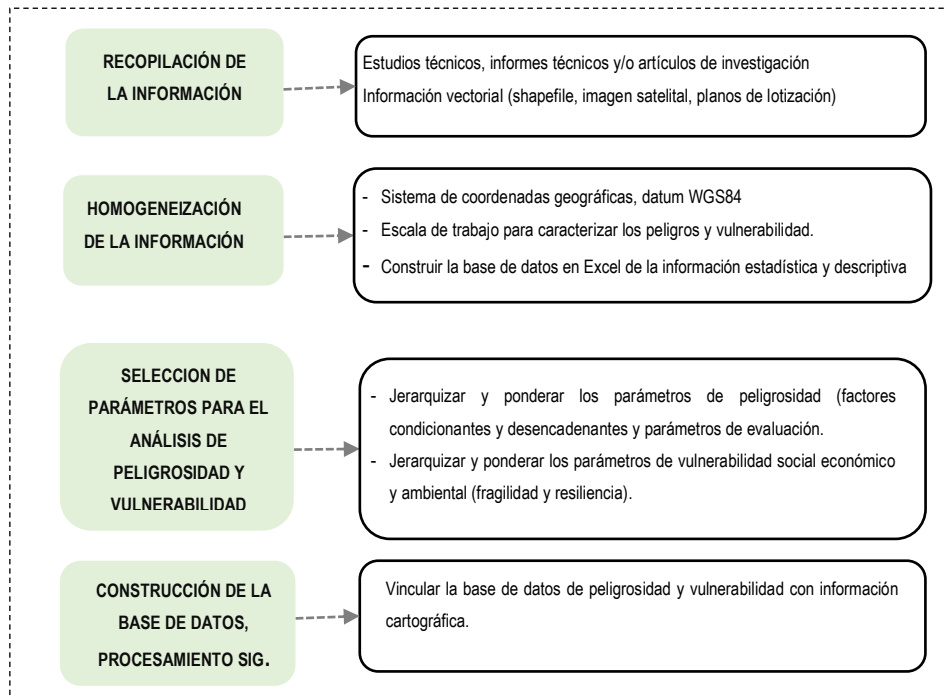 RECOPILACIÓN DE
LA INFORMACIÓN
Estudios técnicos, informes técnicos y/o artículos de investigación
Información vectorial (shapefile, imagen satelital, planos de lotización)
HOMOGENEIZACIÓN
DE LA INFORMACIÓN
- Sistema de coordenadas geográficas, datum WGS84
- Escala de trabajo para caracterizar los peligros y vulnerabilidad.
- Construir la base de datos en Excel de la información estadística y descriptiva
SELECCION DE
PARÁMETROS PARA EL
ANÁLISIS DE
PELIGROSIDAD Y
VULNERABILIDAD
- Jerarquizar y ponderar los parámetros de peligrosidad (factores
condicionantes y desencadenantes y parámetros de evaluación.
- Jerarquizar y ponderar los parámetros de vulnerabilidad social económico
y ambiental (fragilidad y resiliencia).
CONSTRUCCIÓN DE LA
BASE DE DATOS,
PROCESAMIENTO SIG.
Vincular la base de datos de peligrosidad y vulnerabilidad con información
cartográfica.